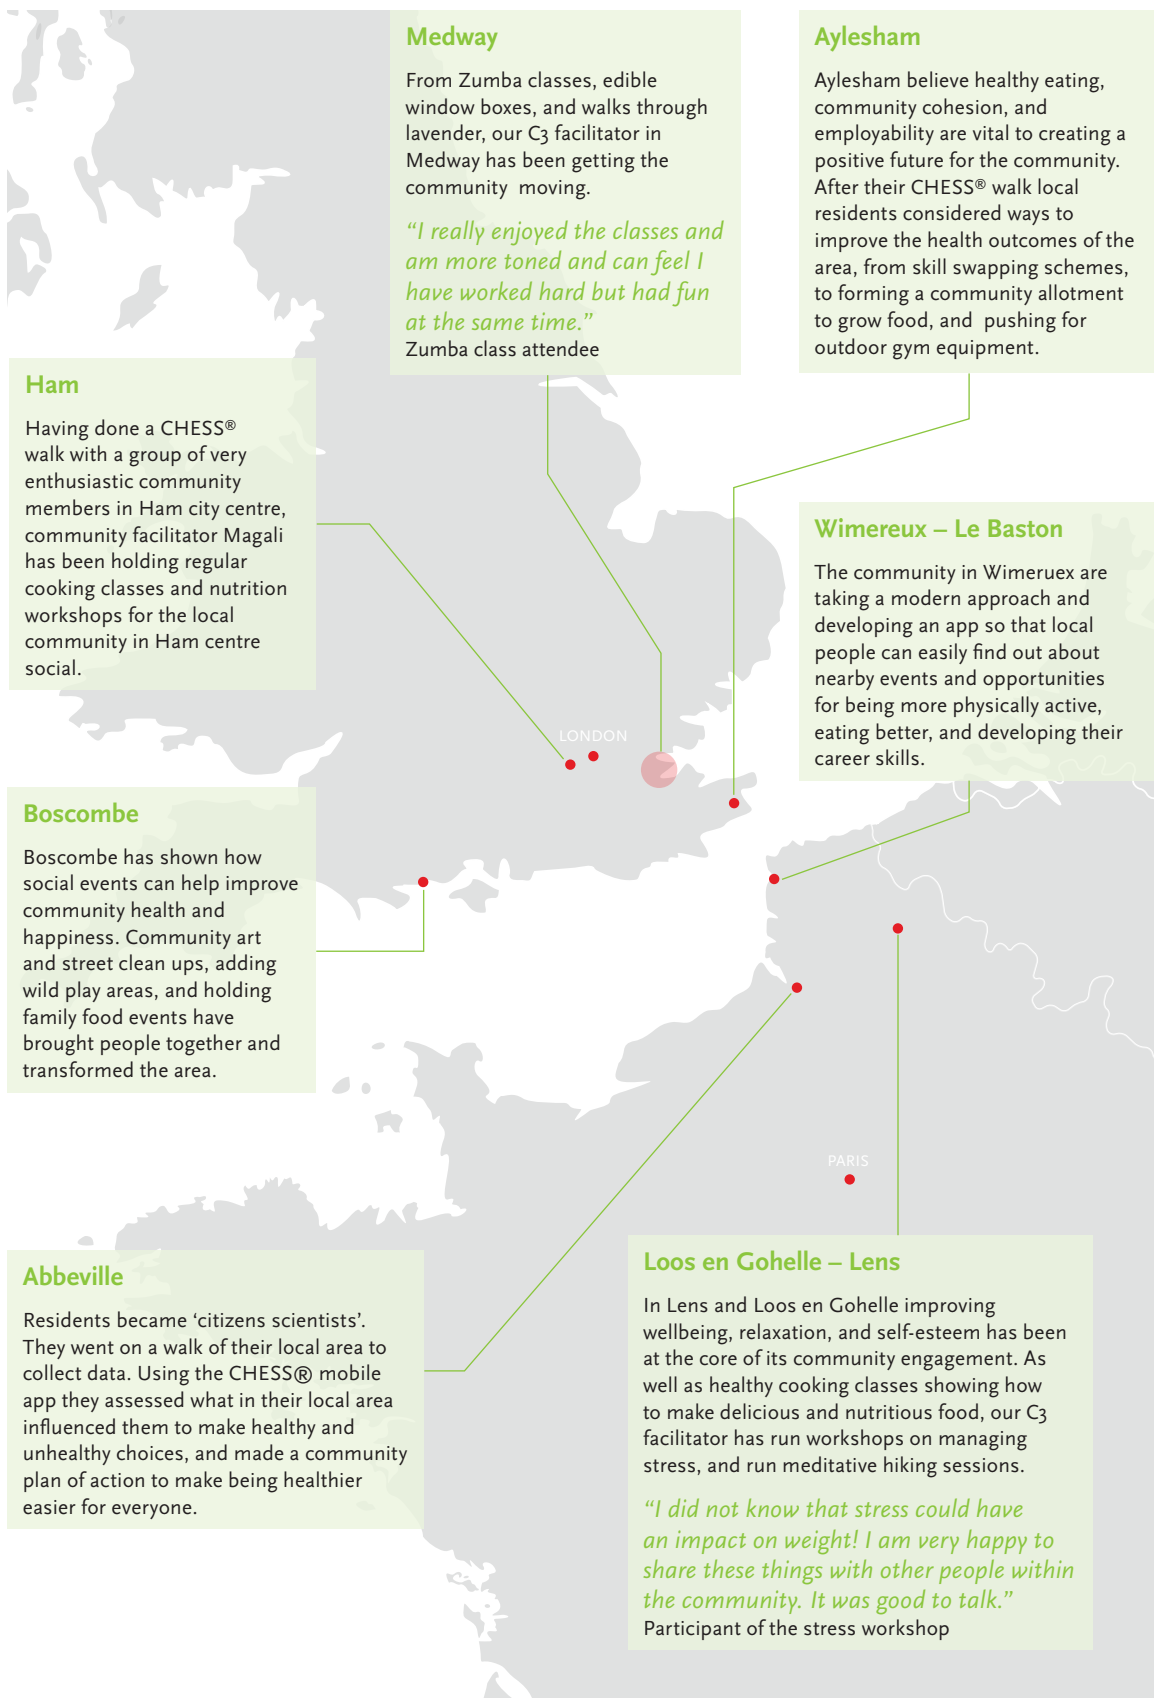 Medway
From Zumba classes, edible
window boxes, and walks through
lavender, our C3 facilitator in
Medway has been getting the
community  moving.
“I really enjoyed the classes and
am more toned and can feel I
have worked hard but had fun
at the same time.”
Zumba class attendee
Aylesham
Aylesham believe healthy eating,
community cohesion, and
employability are vital to creating a
positive future for the community.
After their CHESS® walk local
residents considered ways to
improve the health outcomes of the
area, from skill swapping schemes,
to forming a community allotment
to grow food, and  pushing for
outdoor gym equipment.
Ham
Having done a CHESS®
walk with a group of very
enthusiastic community
members in Ham city centre,
community facilitator Magali
has been holding regular
cooking classes and nutrition
workshops for the local
community in Ham centre
social.
Wimereux – Le Baston
The community in Wimeruex are
taking a modern approach and
developing an app so that local
people can easily find out about
nearby events and opportunities
for being more physically active,
eating better, and developing their
career skills.
LONDON
Boscombe
Boscombe has shown how
social events can help improve
community health and
happiness. Community art
and street clean ups, adding
wild play areas, and holding
family food events have
brought people together and
transformed the area.
PARIS
Abbeville
Residents became ‘citizens scientists’.
They went on a walk of their local area to
collect data. Using the CHESS® mobile
app they assessed what in their local area
influenced them to make healthy and
unhealthy choices, and made a community
plan of action to make being healthier
easier for everyone.
Loos en Gohelle – Lens
In Lens and Loos en Gohelle improving
wellbeing, relaxation, and self-esteem has been
at the core of its community engagement. As
well as healthy cooking classes showing how
to make delicious and nutritious food, our C3
facilitator has run workshops on managing
stress, and run meditative hiking sessions.
“I did not know that stress could have
an impact on weight! I am very happy to
share these things with other people within
the community. It was good to talk.”
Participant of the stress workshop